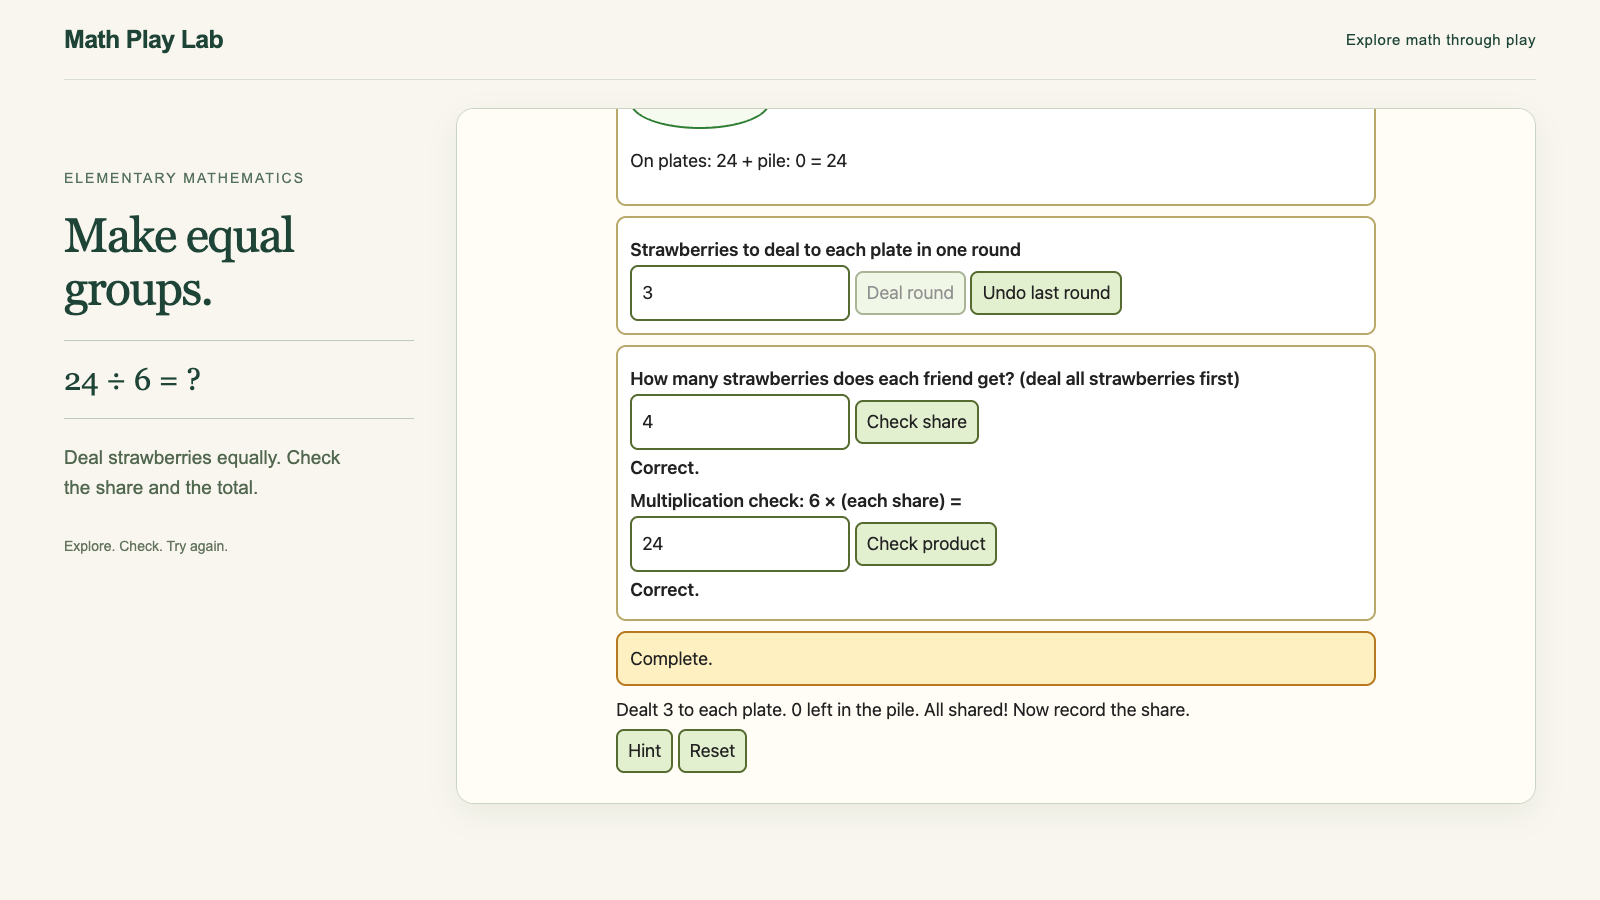 Math Play Lab
Explore math through play
ELEMENTARY MATHEMATICS
Make equal
groups.
24 ÷ 6 = ?
Deal strawberries equally. Check
the share and the total.
Explore. Check. Try again.
On plates: 24 + pile: 0 = 24
Strawberries to deal to each plate in one round
3 Deal round Undo last round
How many strawberries does each friend get? (deal all strawberries first)
4 Check share
Correct.
Multiplication check: 6 × (each share) =
24 Check product
Correct.
Complete.
Dealt 3 to each plate. 0 left in the pile. All shared! Now record the share.
Hint Reset